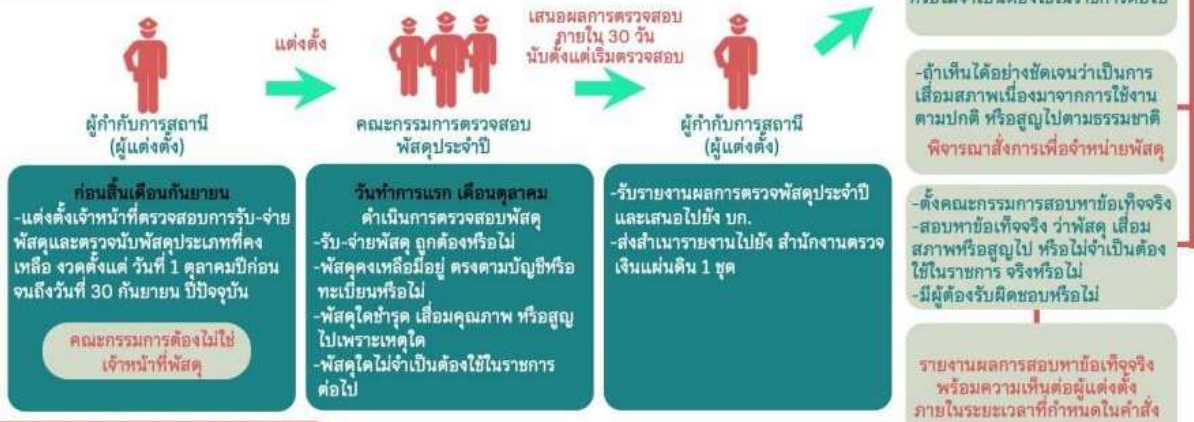 แต่งตั้ง
เสนอผลการตรวจสอบ
ภายใน 30 วัน
นับตั้งแต่เริ่มตรวจสอบ
ผู้กำกับการสถานี
(ผู้แต่งตั้ง)
คณะกรรมการตรวจสอบ
พัสดุประจำปี
ผู้กำกับการสถานี
(ผู้แต่งตั้ง)
ก่อนสิ้นเดือนกันยายน
-แต่งตั้งเจ้าหน้าที่ตรวจสอบการรับ-จ่าย
พัสดุและตรวจนับพัสดุประเภทที่คง
เหลือ งวดตั้งแต่ วันที่ 1 ตุลาคมปีก่อน
จนถึงวันที่ 30 กันยายน ปีปัจจุบัน
คณะกรรมการต้องไม่ใช่
เจ้าหน้าที่พัสดุ
วันทำการแรก เดือนตุลาคม
ดำเนินการตรวจสอบพัสดุ
-รับ-จ่ายพัสดุ ถูกต้องหรือไม่
-พัสดุคงเหลือมีอยู่ ตรงตามบัญชีหรือ
ทะเบียนหรือไม่
-พัสดุใดชำรุด เสื่อมคุณภาพ หรือสูญ
ไปเพราะเหตุใด
-พัสดุใดไม่จำเป็นต้องใช้ในราชการ
ต่อไป
-รับรายงานผลการตรวจพัสดุประจำปี
และเสนอไปยัง บก.
-ส่งสำเนารายงานไปยัง สำนักงานตรวจ
เงินแผ่นดิน 1 ชุด
-ถ้าเห็นได้อย่างชัดเจนว่าเป็นการ
เสื่อมสภาพเนื่องมาจากการใช้งาน
ตามปกติ หรือสูญไปตามธรรมชาติ
พิจารณาสั่งการเพื่อจำหน่ายพัสดุ
-ตั้งคณะกรรมการสอบหาข้อเท็จจริง
-สอบหาข้อเท็จจริง ว่าพัสดุ เสื่อม
สภาพหรือสูญไป หรือไม่จำเป็นต้อง
ใช้ในราชการ จริงหรือไม่
-มีผู้ต้องรับผิดชอบหรือไม่
รายงานผลการสอบหาข้อเท็จจริง
พร้อมความเห็นต่อผู้แต่งตั้ง
ภายในระยะเวลาที่กำหนดในคำสั่ง